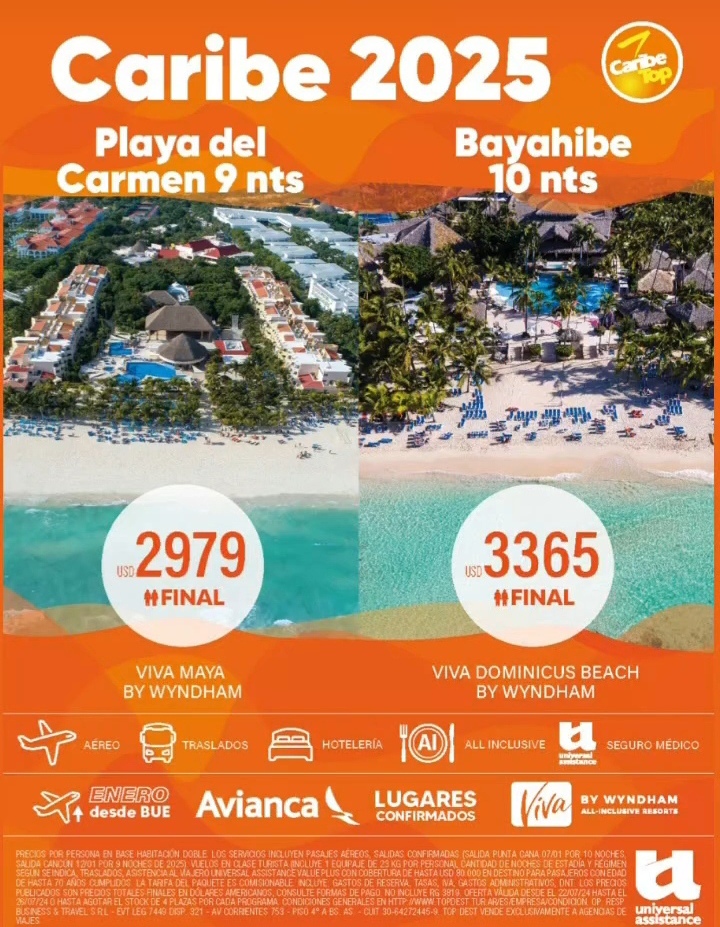 Caribe 2025
Caribe
Top
Playa del
Carmen 9 nts
Bayahibe
10 nts
USD 2979
FINAL
USD 3365
FINAL
VIVA MAYA
BY WYNDHAM
VIVA DOMINICUS BEACH
BY WYNDHAM
AÉREO
TRASLADOS
HOTELERÍA
AI
ALL INCLUSIVE
universal
assistance
SEGURO MÉDICO
ENERO
desde BUE
Avianca
LUGARES
CONFIRMADOS
Viva
BY WYNDHAM
ALL-INCLUSIVE RESORTS
PRECIOS POR PERSONA EN BASE HABITACIÓN DOBLE. LOS SERVICIOS INCLUYEN PASAJES AÉREOS, SALIDAS CONFIRMADAS (SALIDA PUNTA CANA 07/01 POR 10 NOCHES,
SALIDA CANCUN 12/01 POR 9 NOCHES DE 2025). VUELOS EN CLASE TURISTA (INCLUYE 1 EQUIPAJE DE 23 KG POR PERSONA), CANTIDAD DE NOCHES DE ESTADÍA Y RÉGIMEN
SEGÚN SE INDICA, TRASLADOS, ASISTENCIA AL VIAJERO UNIVERSAL ASSISTANCE VALUE PLUS CON COBERTURA DE HASTA USD 80.000 EN DESTINO PARA PASAJEROS CON EDAD
DE HASTA 70 AÑOS CUMPLIDOS. LA TARIFA DEL PAQUETE ES COMISIONABLE. INCLUYE: GASTOS DE RESERVA, TASAS, IVA, GASTOS ADMINISTRATIVOS, DNT. LOS PRECIOS
PUBLICADOS SON PRECIOS TOTALES FINALES EN DÓLARES AMERICANOS, CONSULTE FORMAS DE PAGO. NO INCLUYE RG 3819. OFERTA VÁLIDA DESDE EL 22/07/24 HASTA EL
26/07/24 O HASTA AGOTAR EL STOCK DE 4 PLAZAS POR CADA PROGRAMA. CONDICIONES GENERALES EN HTTP://WWW.TOPDEST.TUR.AR/ES/EMPRESA/CONDICION. OP. RESP.
BUSINESS & TRAVEL S.R.L - EVT LEG 7449 DISP. 321 - AV CORRIENTES 753 - PISO 4º A BS. AS. - CUIT 30-64272445-9. TOP DEST VENDE EXCLUSIVAMENTE A AGENCIAS DE
VIAJES.
universal
assistance